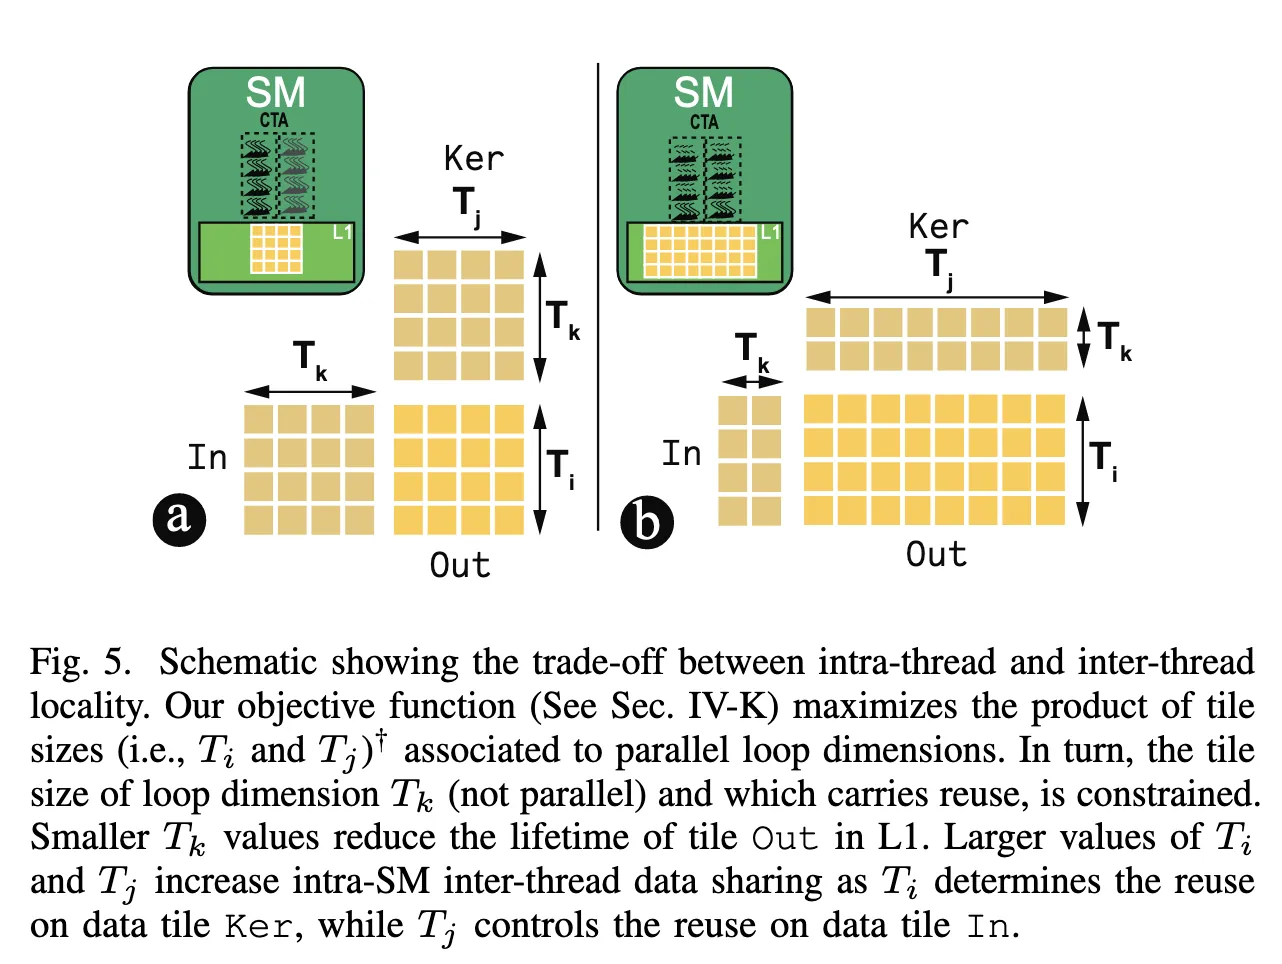 SM
CTA
L1
Ker
T_j
T_k
T_k
In
T_i
a
Out
SM
CTA
L1
Ker
T_j
T_k
T_k
In
T_i
b
Out
Fig. 5. Schematic showing the trade-off between intra-thread and inter-thread
locality. Our objective function (See Sec. IV-K) maximizes the product of tile
sizes (i.e., T_i and T_j)† associated to parallel loop dimensions. In turn, the tile
size of loop dimension T_k (not parallel) and which carries reuse, is constrained.
Smaller T_k values reduce the lifetime of tile Out in L1. Larger values of T_i
and T_j increase intra-SM inter-thread data sharing as T_i determines the reuse
on data tile Ker, while T_j controls the reuse on data tile In.